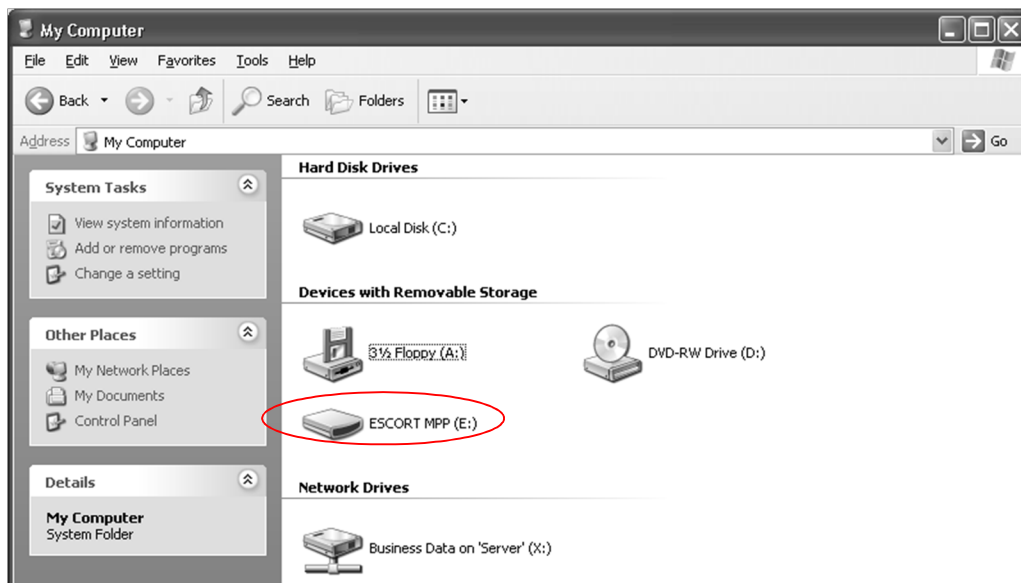 My Computer
File Edit View Favorites Tools Help
Back Search Folders
Address My Computer Go
System Tasks
View system information
Add or remove programs
Change a setting
Other Places
My Network Places
My Documents
Control Panel
Details
My Computer
System Folder
Hard Disk Drives
Local Disk (C:)
Devices with Removable Storage
3½ Floppy (A:) DVD-RW Drive (D:)
ESCORT MPP (E:)
Network Drives
Business Data on 'Server' (X:)